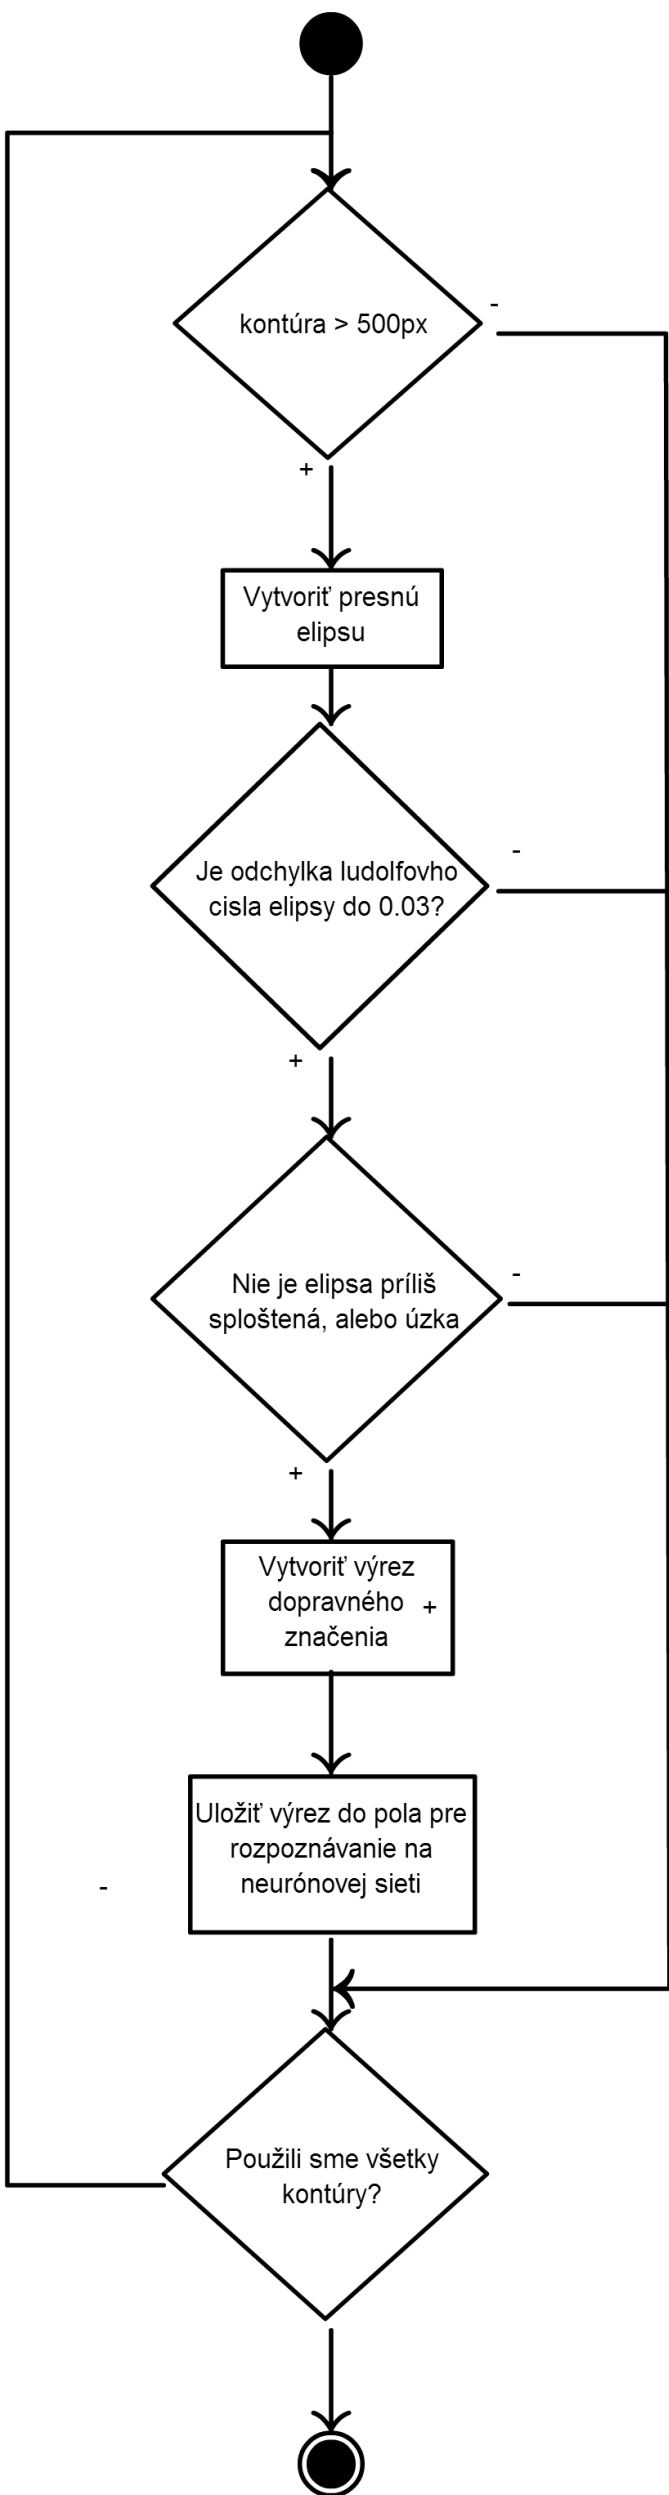 -
kontúra > 500px
+
Vytvoriť presnú
elipsu
-
Je odchylka ludolfovho
cisla elipsy do 0.03?
+
-
Nie je elipsa príliš
sploštená, alebo úzka
+
Vytvoriť výrez
dopravného +
značenia
Uložiť výrez do pola pre
rozpoznávanie na
neurónovej sieti
-
Použili sme všetky
kontúry?